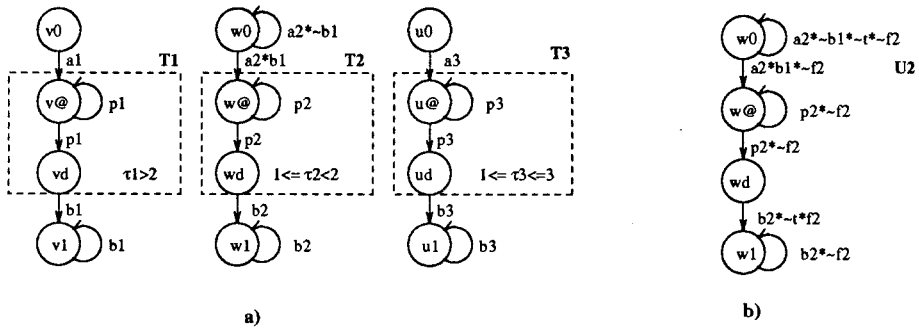 v0
a1
T1
v@
p1
p1
vd
τ1>2
b1
v1
b1
w0
a2*~b1
a2*b1
T2
w@
p2
p2
wd
1<= τ2<2
b2
w1
b2
u0
a3
T3
u@
p3
p3
ud
1<= τ3<=3
b3
u1
b3
a)
w0
a2*~b1*~t*~f2
a2*b1*~f2
U2
w@
p2*~f2
p2*~f2
wd
b2*~t*f2
w1
b2*~f2
b)